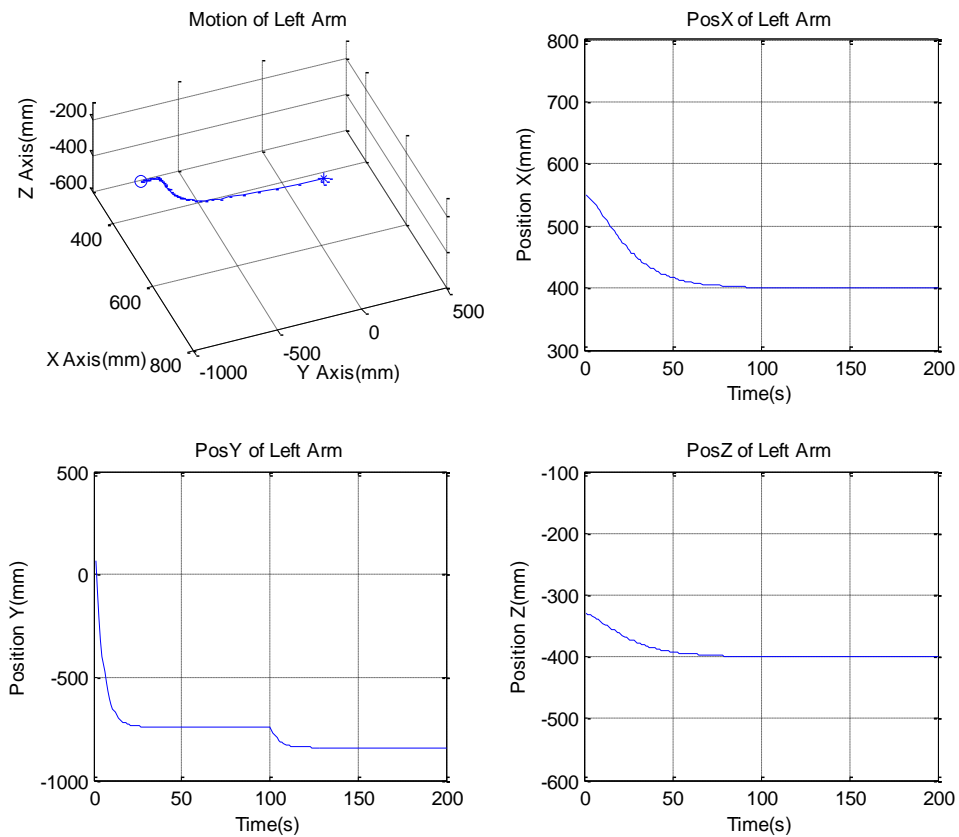 Motion of Left Arm
-200
-400
-600
Z Axis(mm)
400
600
800
X Axis(mm)
-1000
-500
0
500
Y Axis(mm)
PosX of Left Arm
800
700
600
500
400
300
Position X(mm)
0 50 100 150 200
Time(s)
PosY of Left Arm
500
0
-500
-1000
Position Y(mm)
0 50 100 150 200
Time(s)
PosZ of Left Arm
-100
-200
-300
-400
-500
-600
Position Z(mm)
0 50 100 150 200
Time(s)